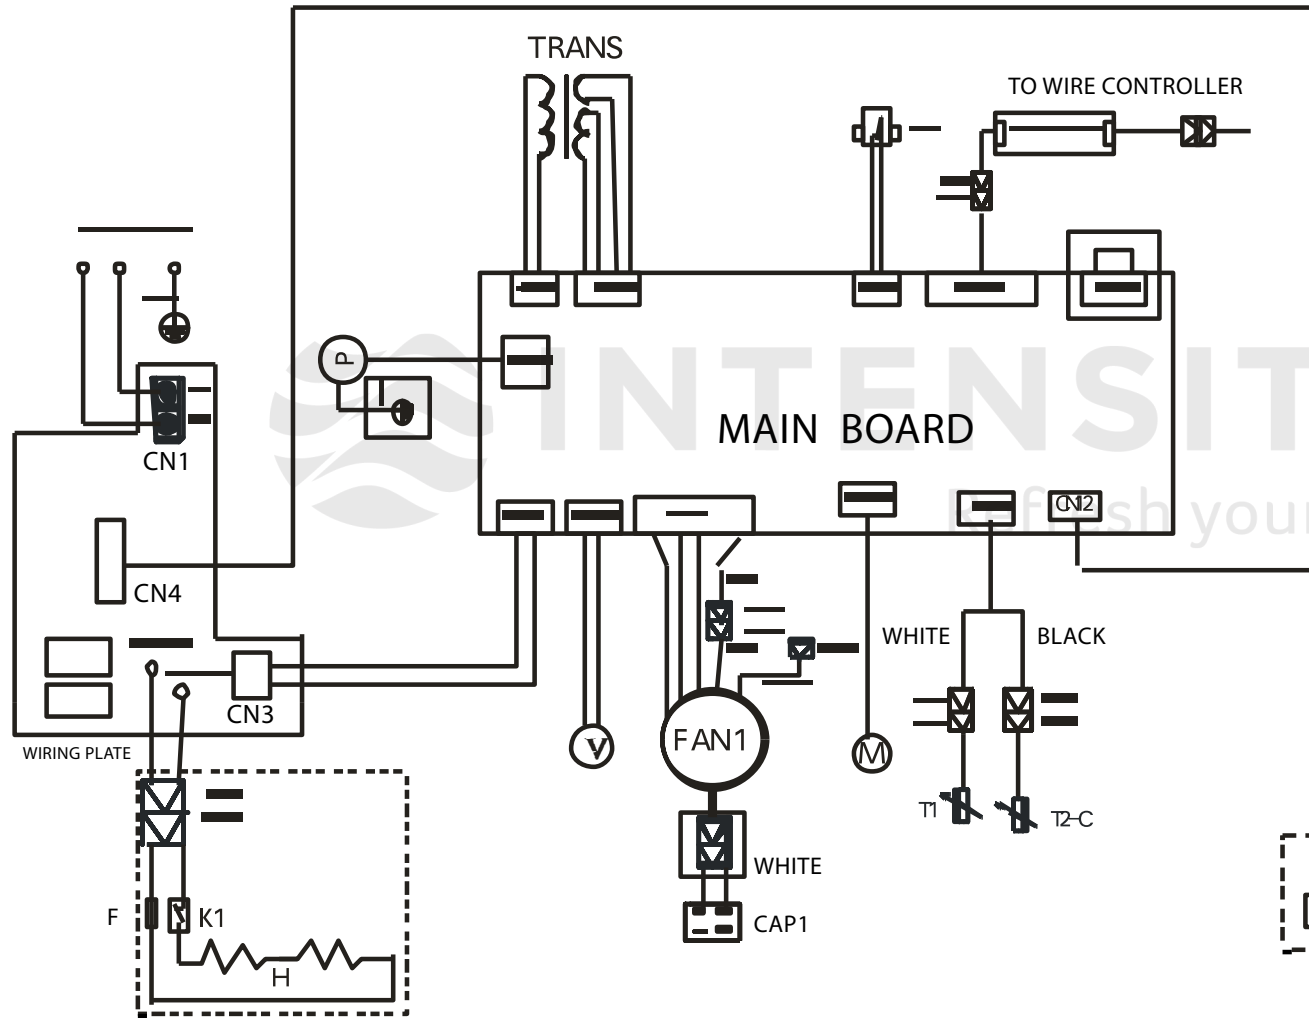 TRANS
TO WIRE CONTROLLER
P
INTENSIT
MAIN BOARD
CN1
Refresh your
CN12
CN4
WHITE
BLACK
CN3
FAN1
V
M
WIRING PLATE
T1
T2-C
WHITE
F
K1
CAP1
H